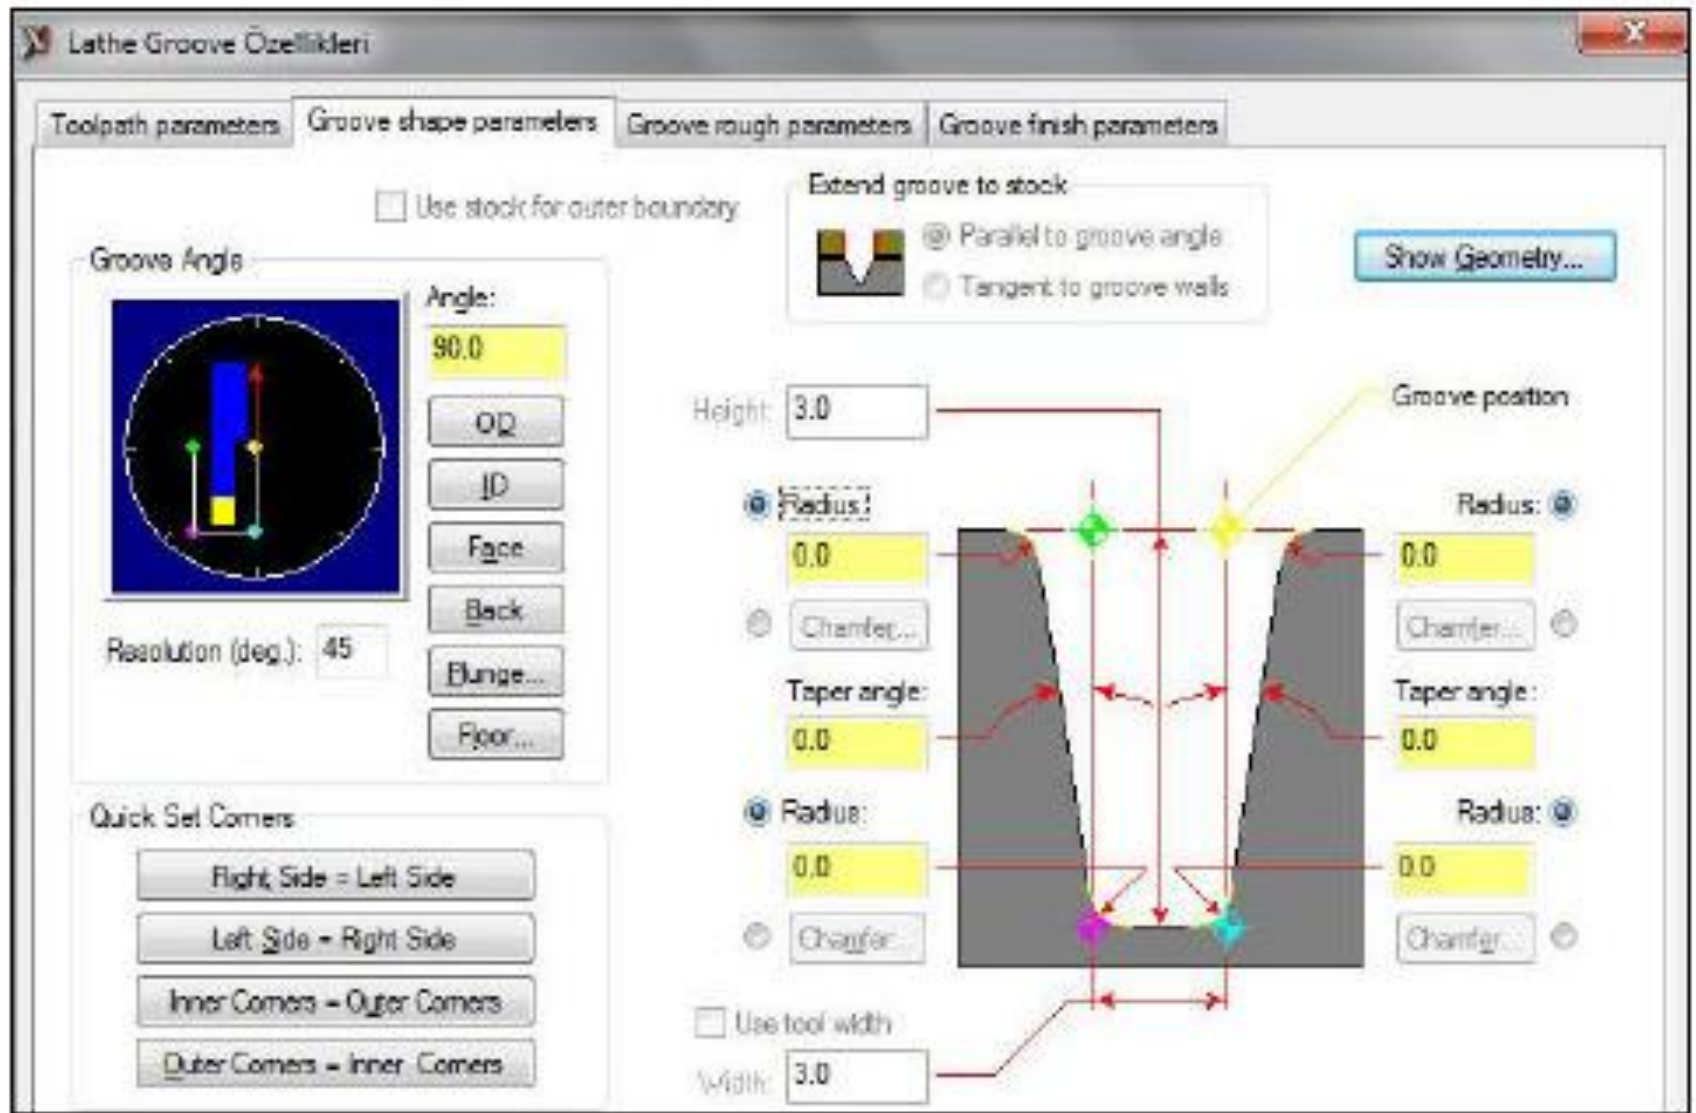 Lathe Groove Özellikleri
Toolpath parameters
Groove shape parameters
Groove rough parameters
Groove finish parameters
Use stock for outer boundary
Extend groove to stock
Parallel to groove angle
Tangent to groove walls
Show Geometry...
Groove Angle
Angle:
90.0
OD
ID
Face
Back
Plunge...
Floor...
Resolution (deg.): 45
Quick Set Corners
Right Side = Left Side
Left Side = Right Side
Inner Corners = Outer Corners
Outer Corners = Inner Corners
Height: 3.0
Groove position
Radius:
0.0
Chamfer...
Taper angle:
0.0
Radius:
0.0
Chamfer...
Radius:
0.0
Chamfer...
Taper angle:
0.0
Radius:
0.0
Chamfer...
Use tool width
Width: 3.0